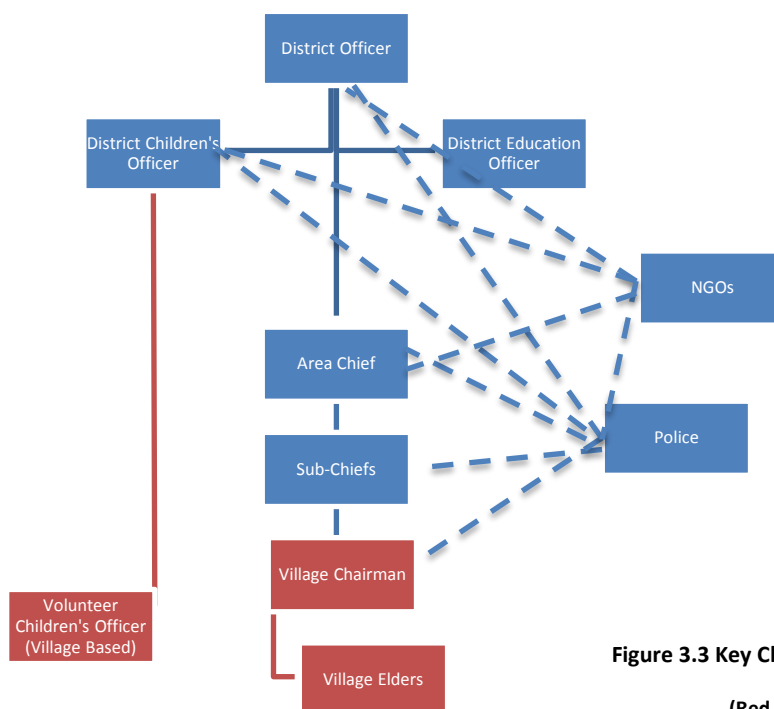 District Officer
District Children's
Officer
District Education
Officer
NGOs
Area Chief
Police
Sub-Chiefs
Village Chairman
Volunteer
Children's Officer
(Village Based)
Village Elders
Figure 3.3 Key
(Red